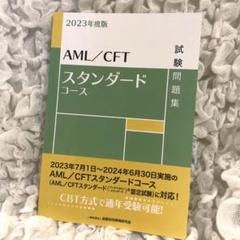 2023年度版
AML／CFT
スタンダード
コース
試験問題集
2023年7月1日～2024年6月30日実施の
AML／CFTスタンダードコース
に対応！
CBT方式で通年受験可能！